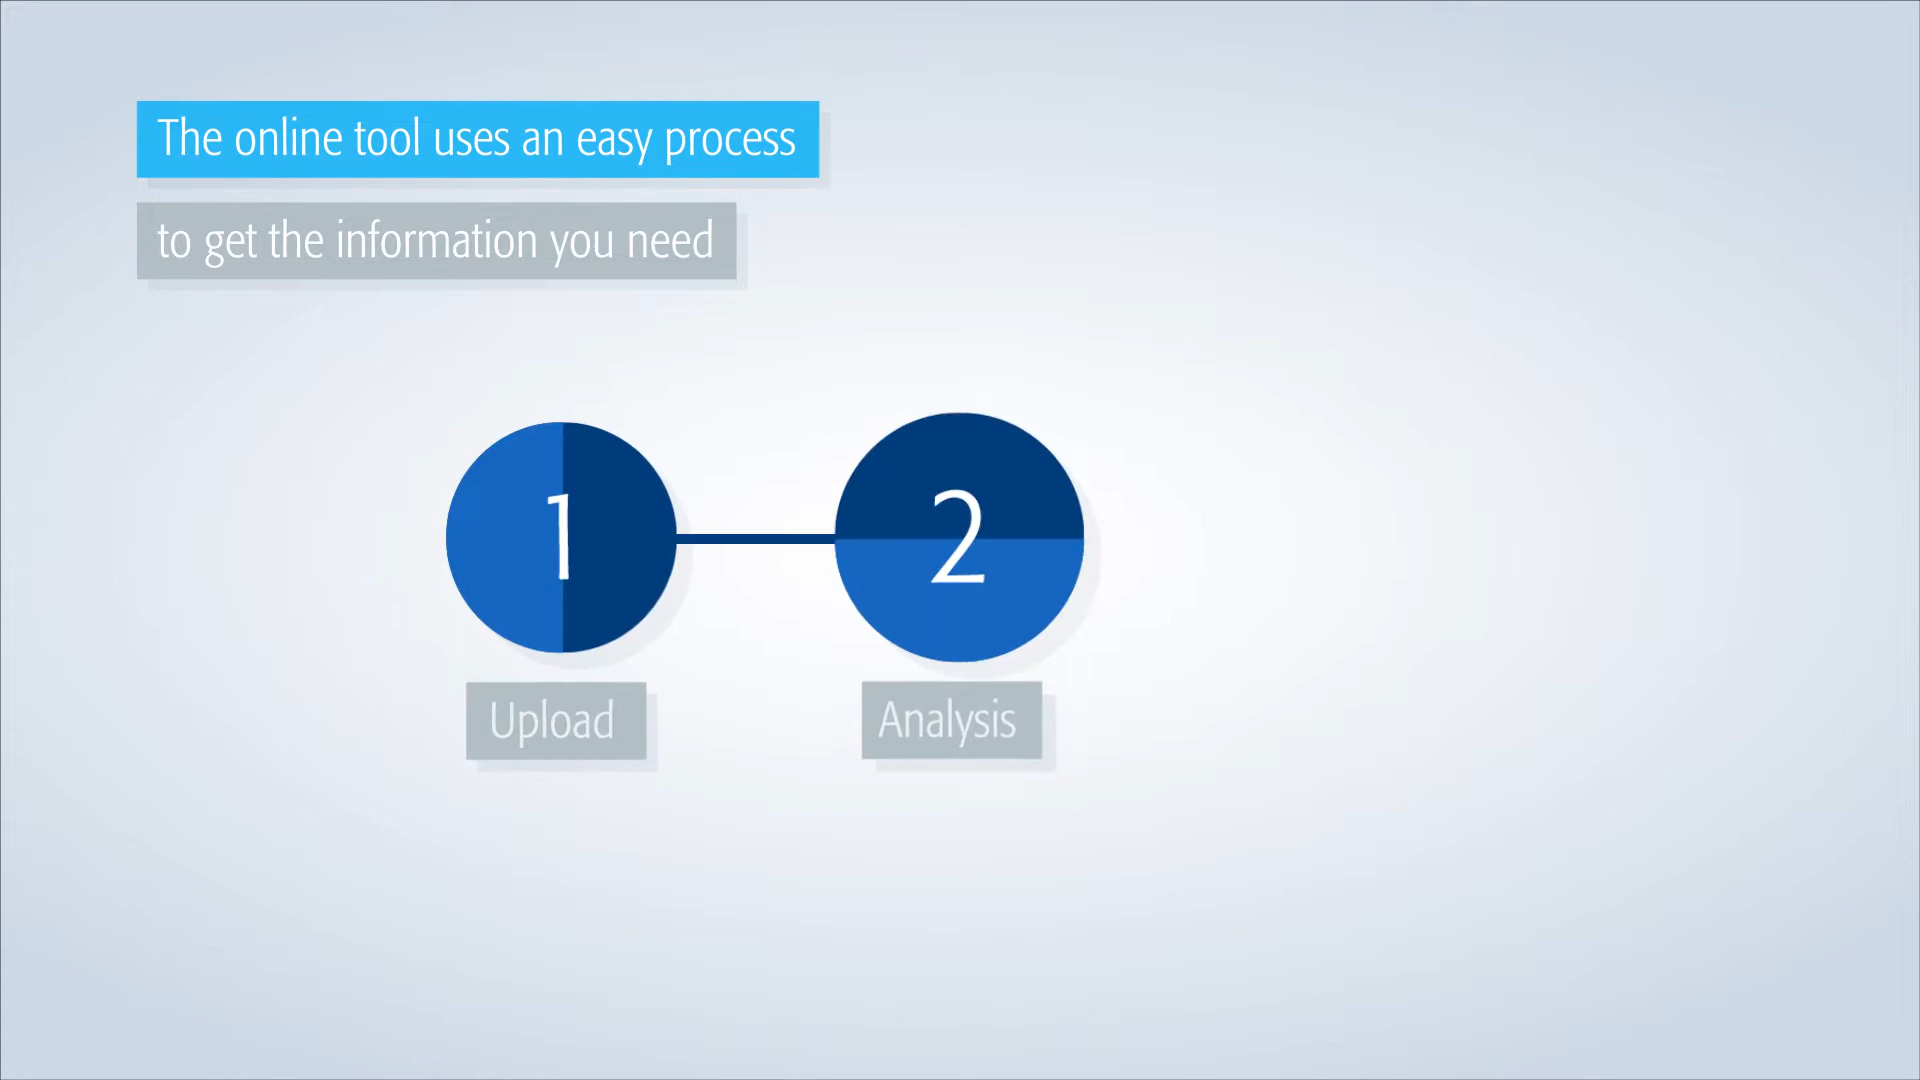 The online tool uses an easy process
to get the information you need
1
2
Upload
Analysis